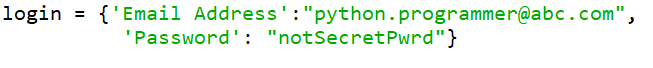 login = {'Email Address':"python.programmer@abc.com",
'Password': "notSecretPwrd"}